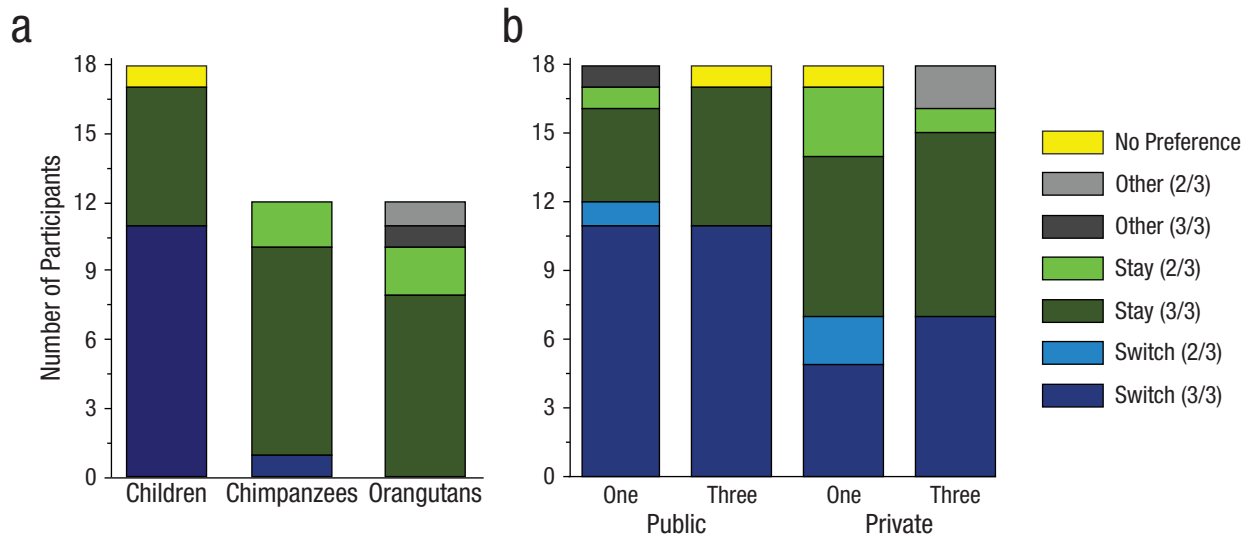 a
18
15
12
9
6
3
0
Number of Participants
Children Chimpanzees Orangutans
b
18
15
12
9
6
3
0
One Three One Three
Public Private
No Preference
Other (2/3)
Other (3/3)
Stay (2/3)
Stay (3/3)
Switch (2/3)
Switch (3/3)